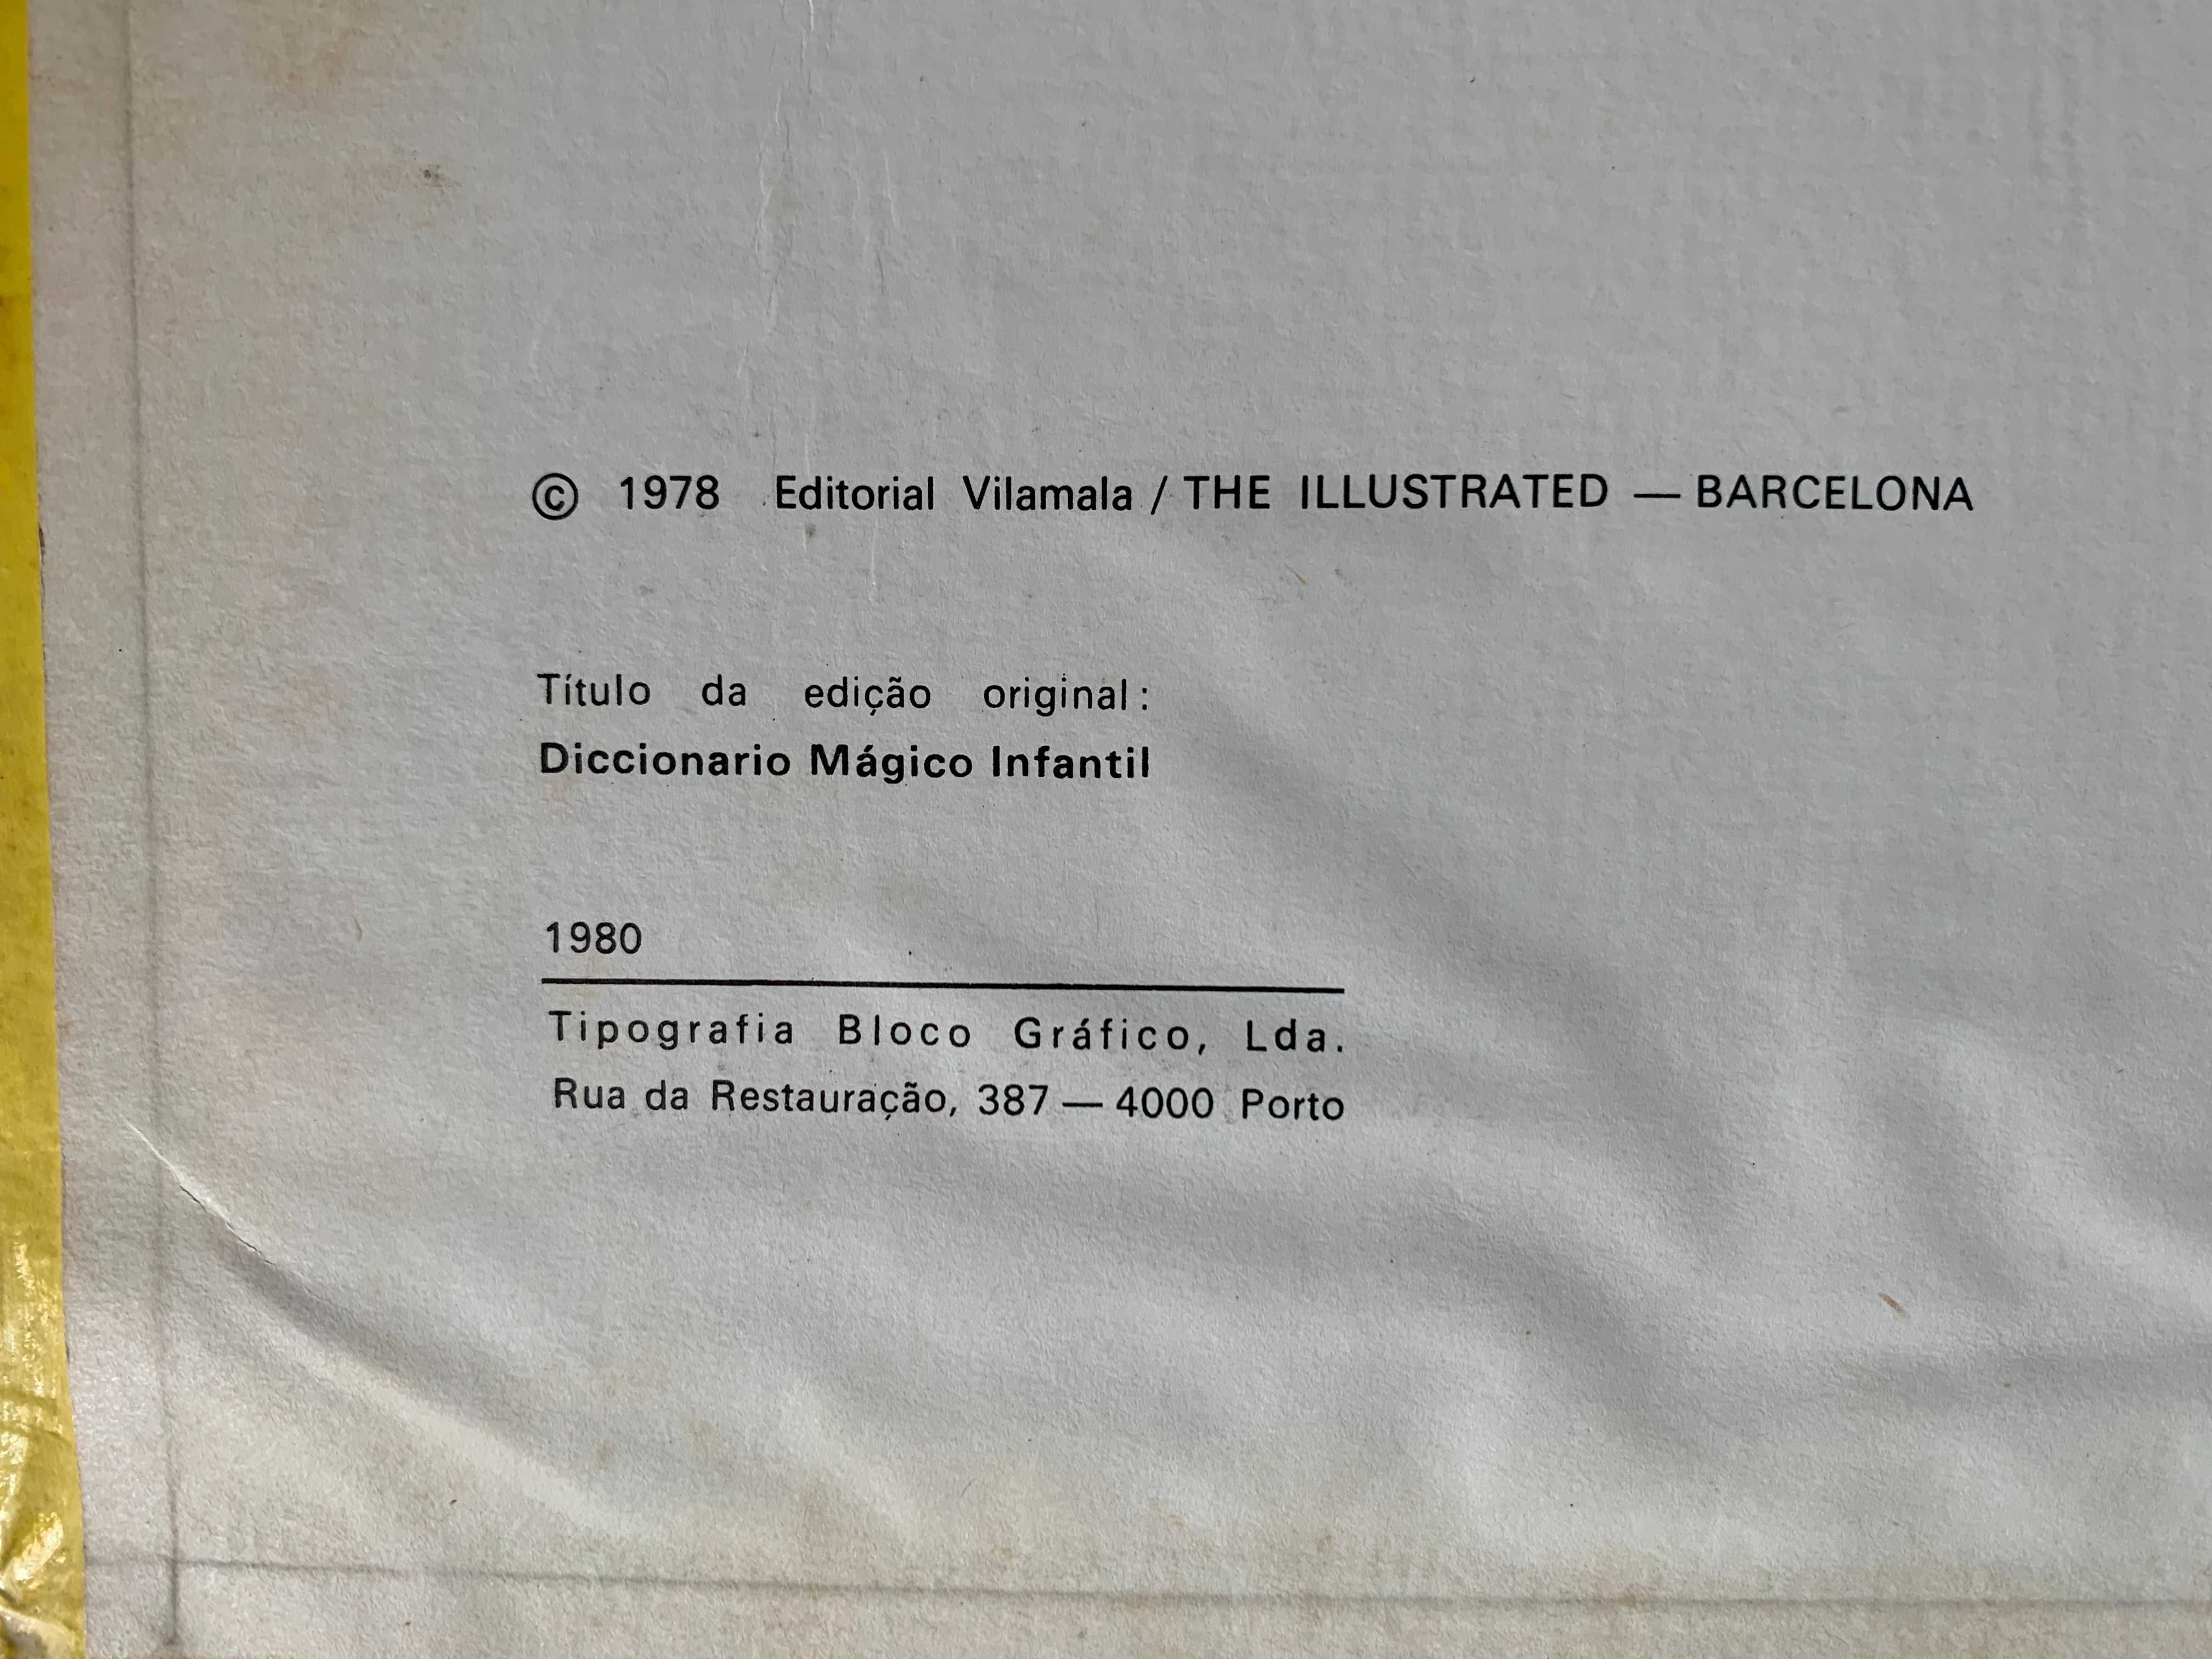 © 1978 Editorial Vilamala / THE ILLUSTRATED — BARCELONA
Título da edição original:
Diccionario Mágico Infantil
1980
Tipografia Bloco Gráfico, Lda.
Rua da Restauração, 387 — 4000 Porto